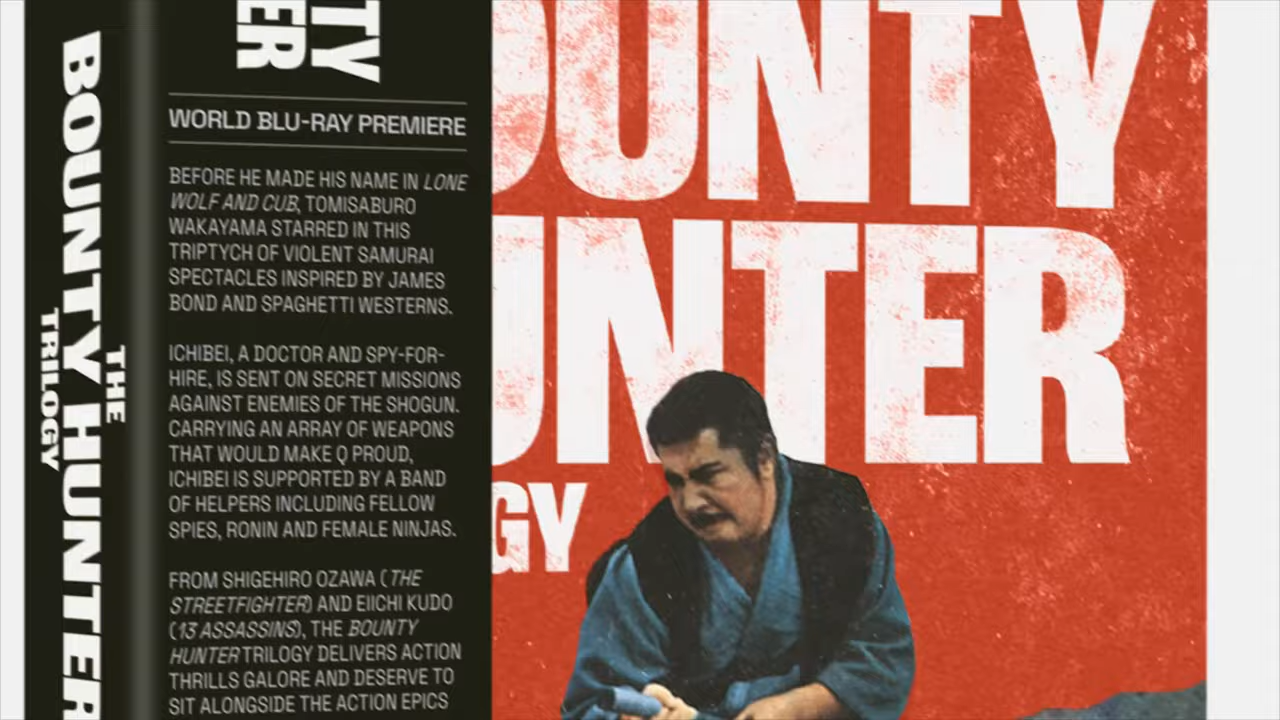 THE
BOUNTY HUNTER
TRILOGY
WORLD BLU-RAY PREMIERE
BEFORE HE MADE HIS NAME IN LONE
WOLF AND CUB, TOMISABURO
WAKAYAMA STARRED IN THIS
TRIPTYCH OF VIOLENT SAMURAI
SPECTACLES INSPIRED BY JAMES
BOND AND SPAGHETTI WESTERNS.
ICHIBEI, A DOCTOR AND SPY-FOR-
HIRE, IS SENT ON SECRET MISSIONS
AGAINST ENEMIES OF THE SHOGUN.
CARRYING AN ARRAY OF WEAPONS
THAT WOULD MAKE Q PROUD,
ICHIBEI IS SUPPORTED BY A BAND
OF HELPERS INCLUDING FELLOW
SPIES, RONIN AND FEMALE NINJAS.
FROM SHIGEHIRO OZAWA (THE
STREETFIGHTER) AND EIICHI KUDO
(13 ASSASSINS), THE BOUNTY
HUNTER TRILOGY DELIVERS ACTION
THRILLS GALORE AND DESERVE TO
SIT ALONGSIDE THE ACTION EPICS
TY
ER
OUNTY
UNTER
GY